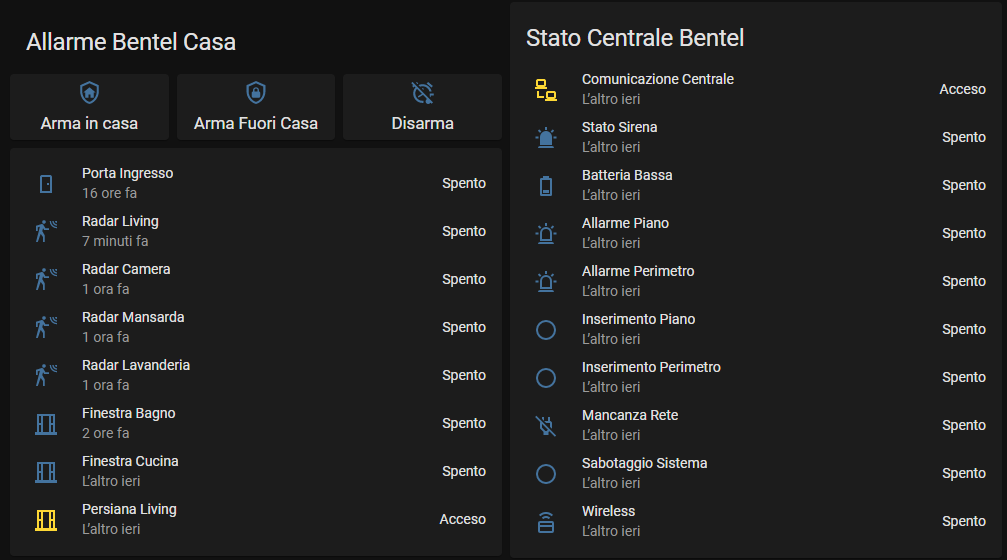 Allarme Bentel Casa
Arma in casa
Arma Fuori Casa
Disarma
Porta Ingresso
16 ore fa
Spento
Radar Living
7 minuti fa
Spento
Radar Camera
1 ora fa
Spento
Radar Mansarda
1 ora fa
Spento
Radar Lavanderia
1 ora fa
Spento
Finestra Bagno
2 ore fa
Spento
Finestra Cucina
L'altro ieri
Spento
Persiana Living
L'altro ieri
Acceso
Stato Centrale Bentel
Comunicazione Centrale
L'altro ieri
Acceso
Stato Sirena
L'altro ieri
Spento
Batteria Bassa
L'altro ieri
Spento
Allarme Piano
L'altro ieri
Spento
Allarme Perimetro
L'altro ieri
Spento
Inserimento Piano
L'altro ieri
Spento
Inserimento Perimetro
L'altro ieri
Spento
Mancanza Rete
L'altro ieri
Spento
Sabotaggio Sistema
L'altro ieri
Spento
Wireless
L'altro ieri
Spento